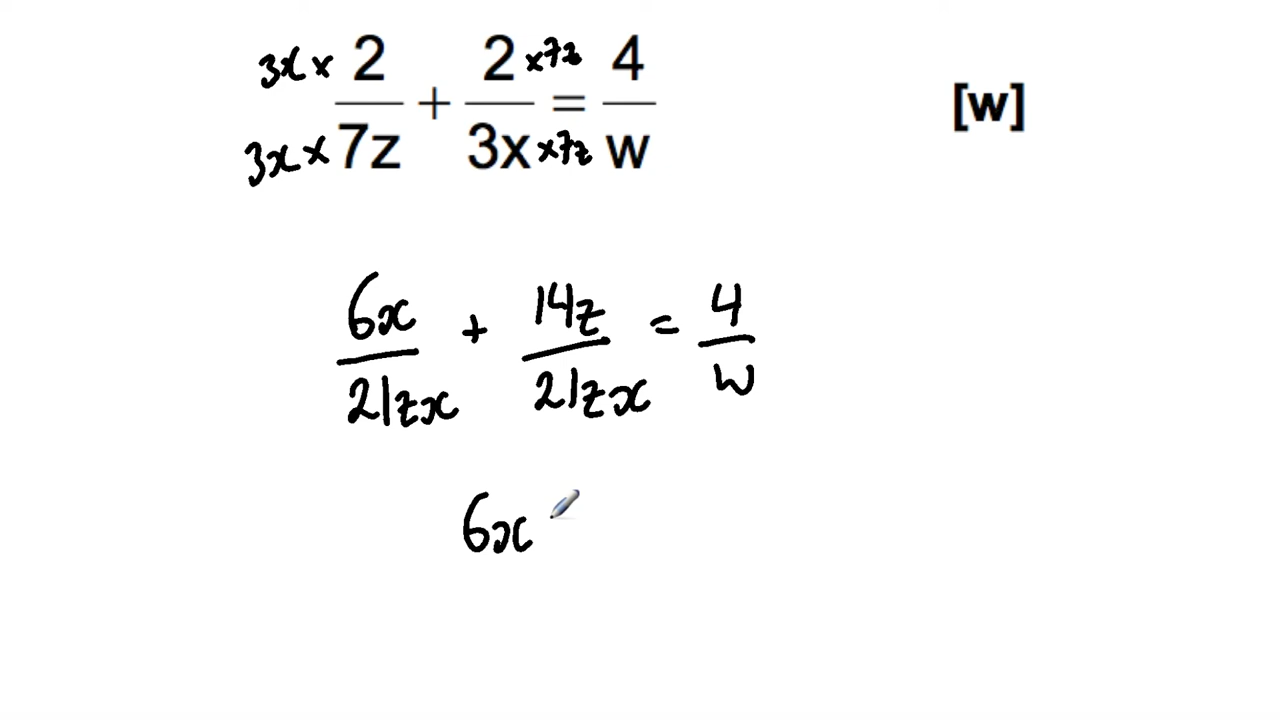 3x × 2 2 ×7z 4
+ = [w]
3x × 7z 3x ×7z w
6x 14z 4
+ =
21zx 21zx w
6x